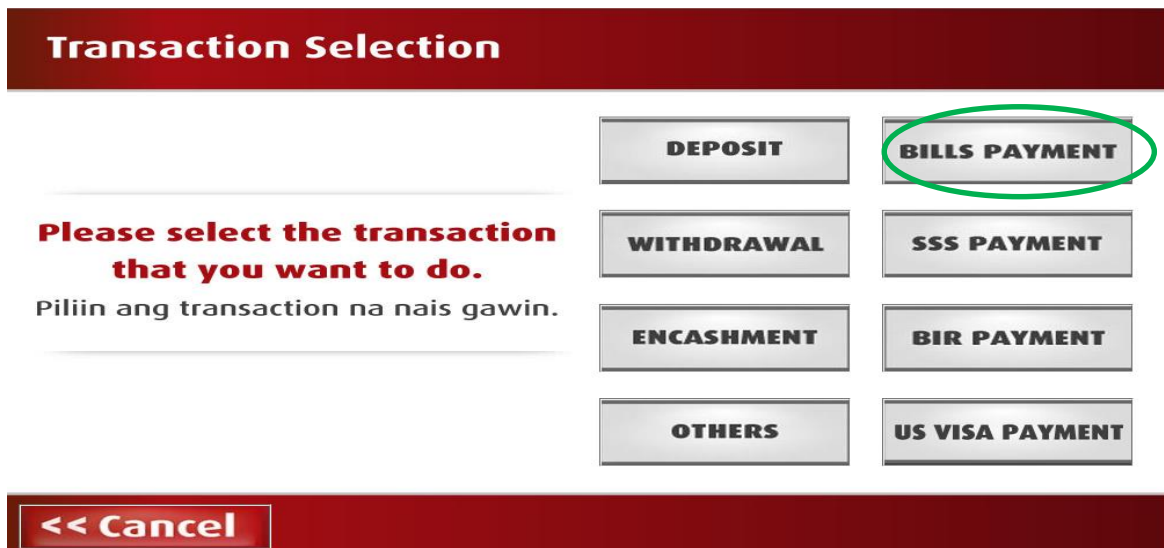 Transaction Selection
Please select the transaction
that you want to do.
Piliin ang transaction na nais gawin.
DEPOSIT
BILLS PAYMENT
WITHDRAWAL
SSS PAYMENT
ENCASHMENT
BIR PAYMENT
OTHERS
US VISA PAYMENT
<< Cancel